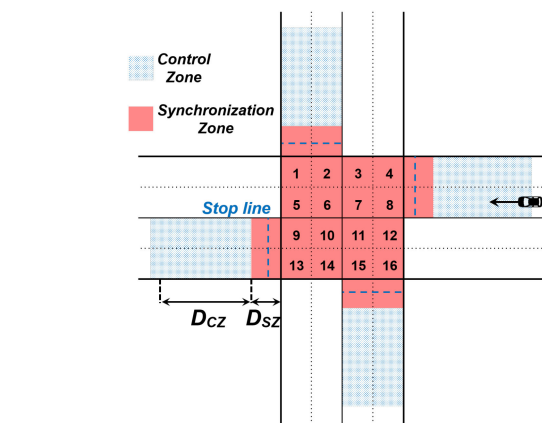 Control
Zone
Synchronization
Zone
1 2 3 4
Stop line
5 6 7 8
9 10 11 12
13 14 15 16
DCZ DSZ